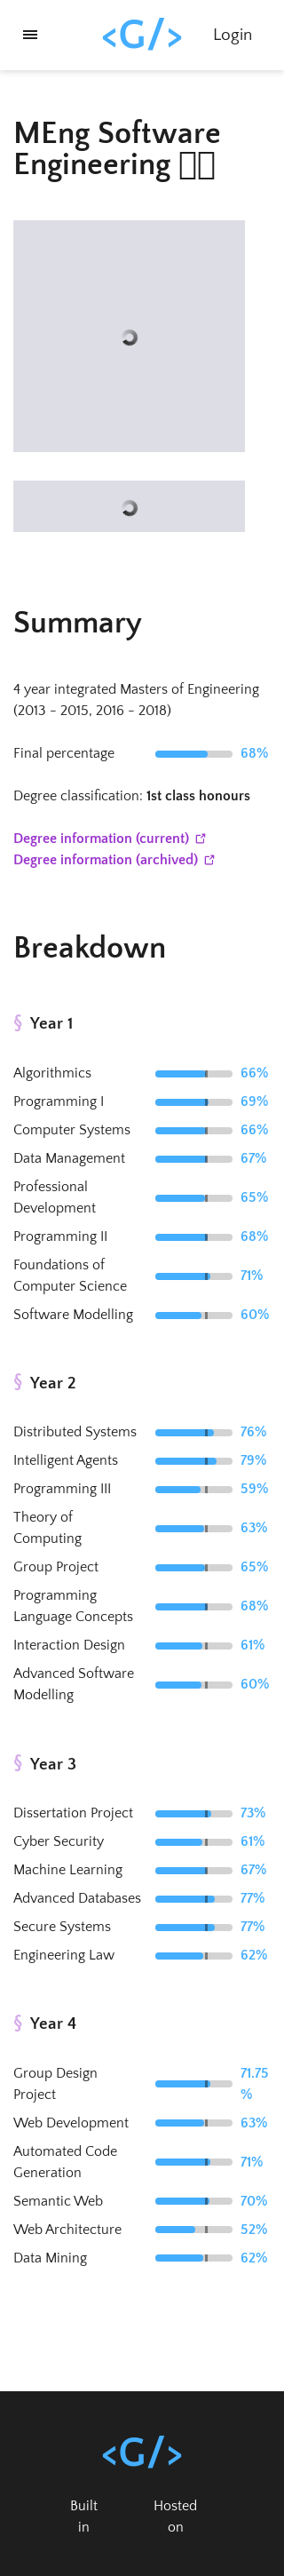 Login
<G/>
MEng Software
Engineering
Summary
4 year integrated Masters of Engineering
(2013 - 2015, 2016 - 2018)
Final percentage 68%
Degree classification: 1st class honours
Degree information (current)
Degree information (archived)
Breakdown
§ Year 1
Algorithmics 66%
Programming I 69%
Computer Systems 66%
Data Management 67%
Professional
Development 65%
Programming II 68%
Foundations of
Computer Science 71%
Software Modelling 60%
§ Year 2
Distributed Systems 76%
Intelligent Agents 79%
Programming III 59%
Theory of
Computing 63%
Group Project 65%
Programming
Language Concepts 68%
Interaction Design 61%
Advanced Software
Modelling 60%
§ Year 3
Dissertation Project 73%
Cyber Security 61%
Machine Learning 67%
Advanced Databases 77%
Secure Systems 77%
Engineering Law 62%
§ Year 4
Group Design 71.75
Project %
Web Development 63%
Automated Code
Generation 71%
Semantic Web 70%
Web Architecture 52%
Data Mining 62%
<G/>
Built Hosted
in on